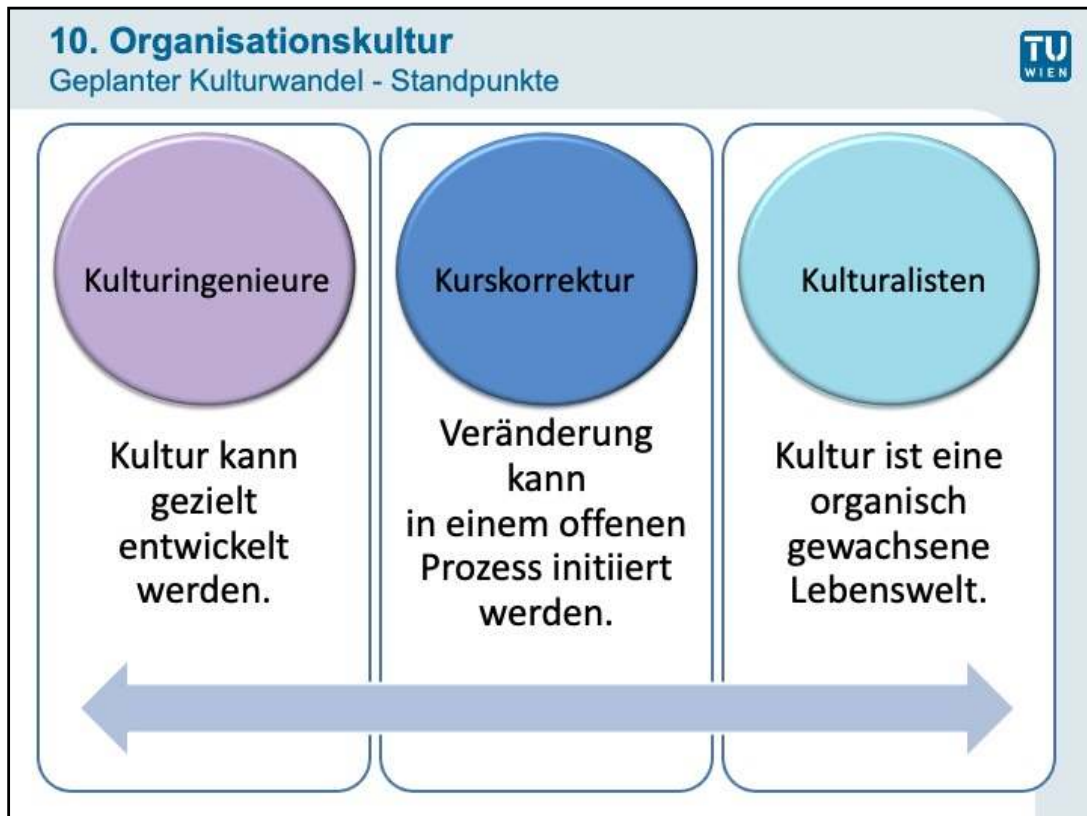 10. Organisationskultur
Geplanter Kulturwandel - Standpunkte
TU
WIEN
Kulturingenieure
Kultur kann
gezielt
entwickelt
werden.
Kurskorrektur
Veränderung
kann
in einem offenen
Prozess initiiert
werden.
Kulturalisten
Kultur ist eine
organisch
gewachsene
Lebenswelt.